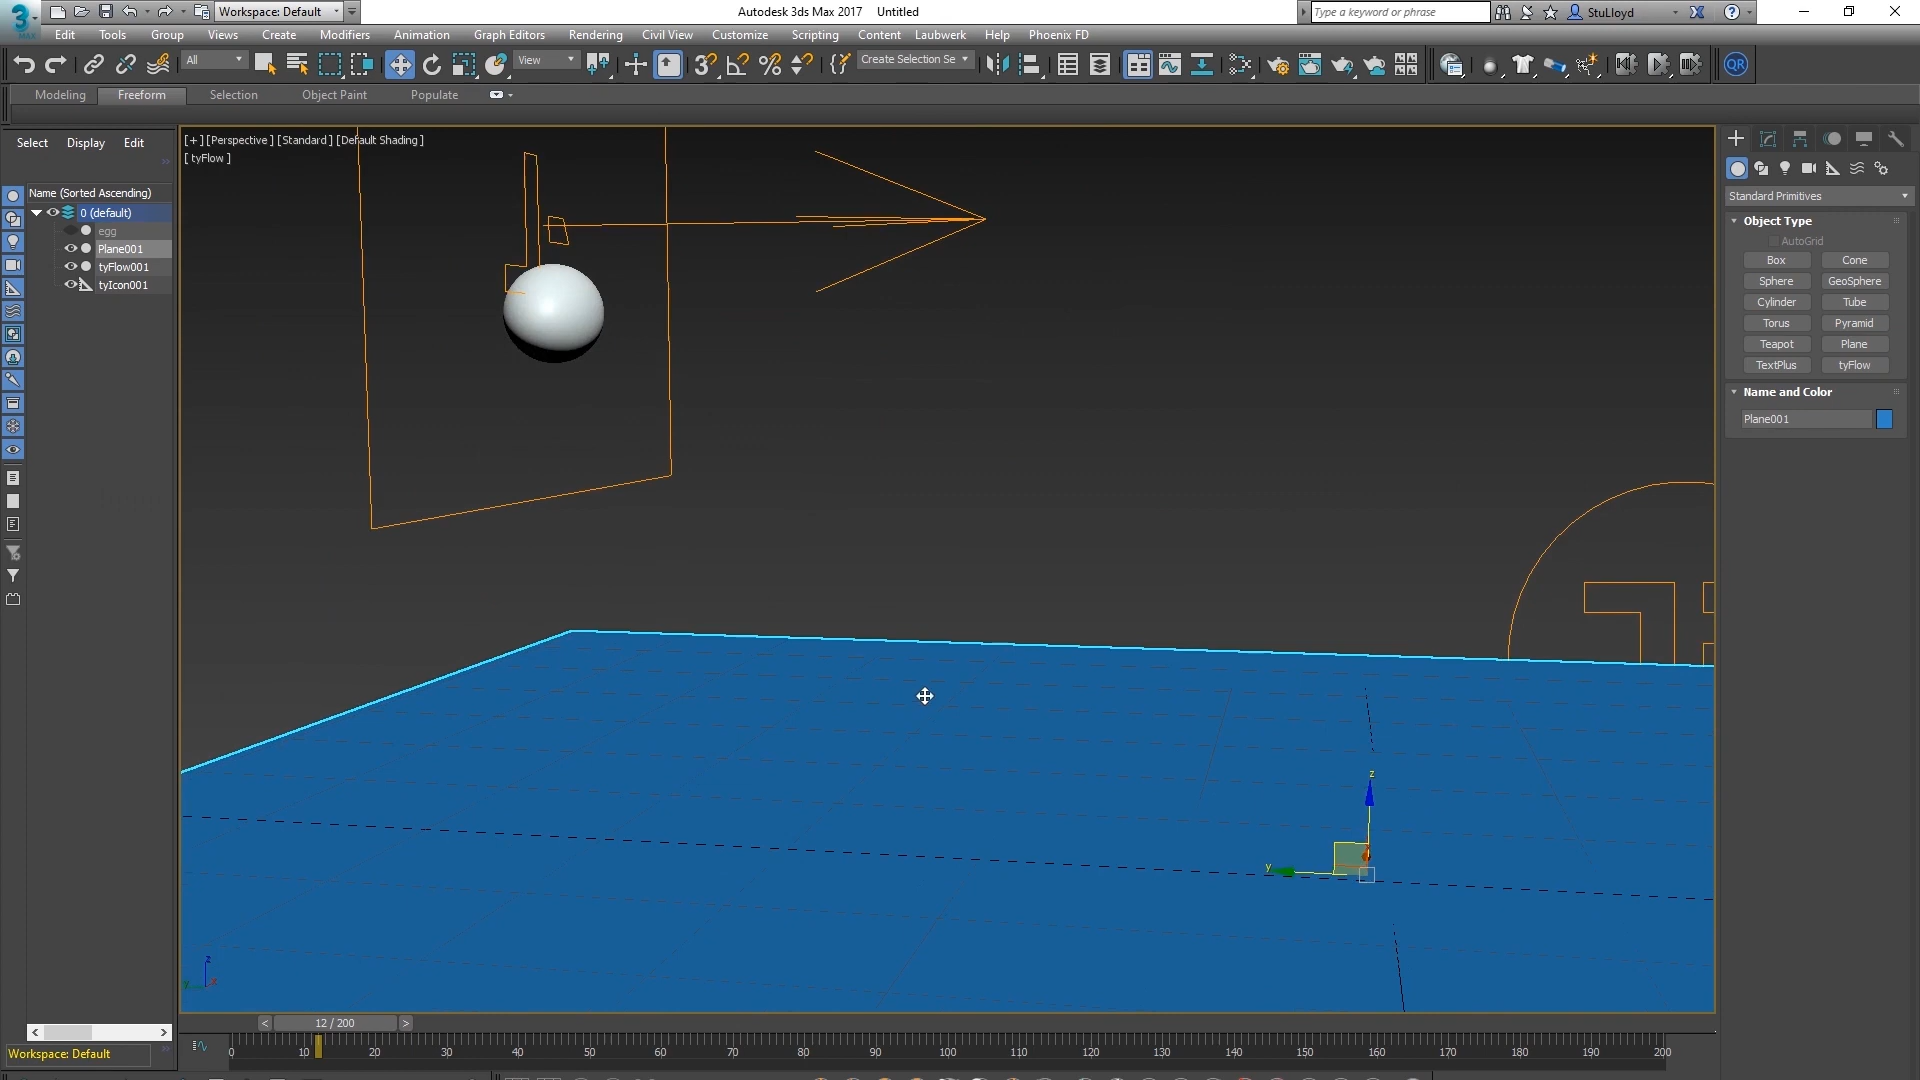 Workspace: Default
Autodesk 3ds Max 2017 Untitled
Type a keyword or phrase
StuLloyd
3 MAX
Edit Tools Group Views Create Modifiers Animation Graph Editors Rendering Civil View Customize Scripting Content Laubwerk Help Phoenix FD
All
View
Create Selection Se
QR
Modeling Freeform Selection Object Paint Populate
[+] [Perspective ] [Standard ] [Default Shading ]
[ tyFlow ]
Select Display Edit
Name (Sorted Ascending)
0 (default)
egg
Plane001
tyFlow001
tyIcon001
Standard Primitives
Object Type
AutoGrid
Box Cone
Sphere GeoSphere
Cylinder Tube
Torus Pyramid
Teapot Plane
TextPlus tyFlow
Name and Color
Plane001
z
y
z
y x
< 12 / 200 >
Workspace: Default
0 10 20 30 40 50 60 70 80 90 100 110 120 130 140 150 160 170 180 190 200